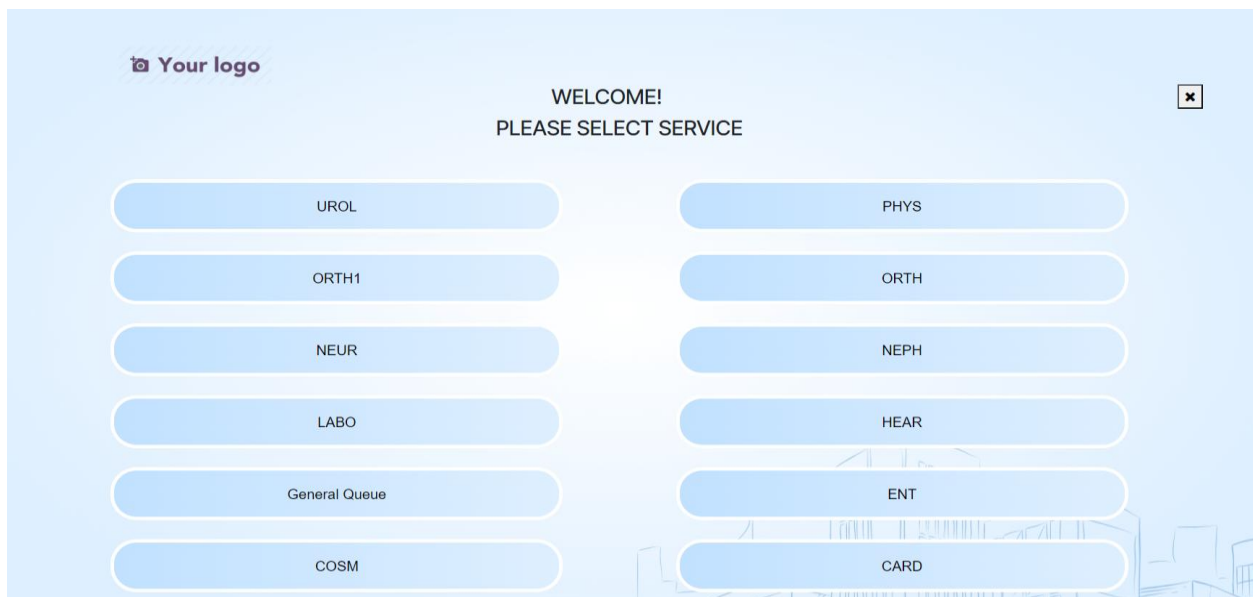 Your logo
WELCOME!
PLEASE SELECT SERVICE
UROL
PHYS
ORTH1
ORTH
NEUR
NEPH
LABO
HEAR
General Queue
ENT
COSM
CARD